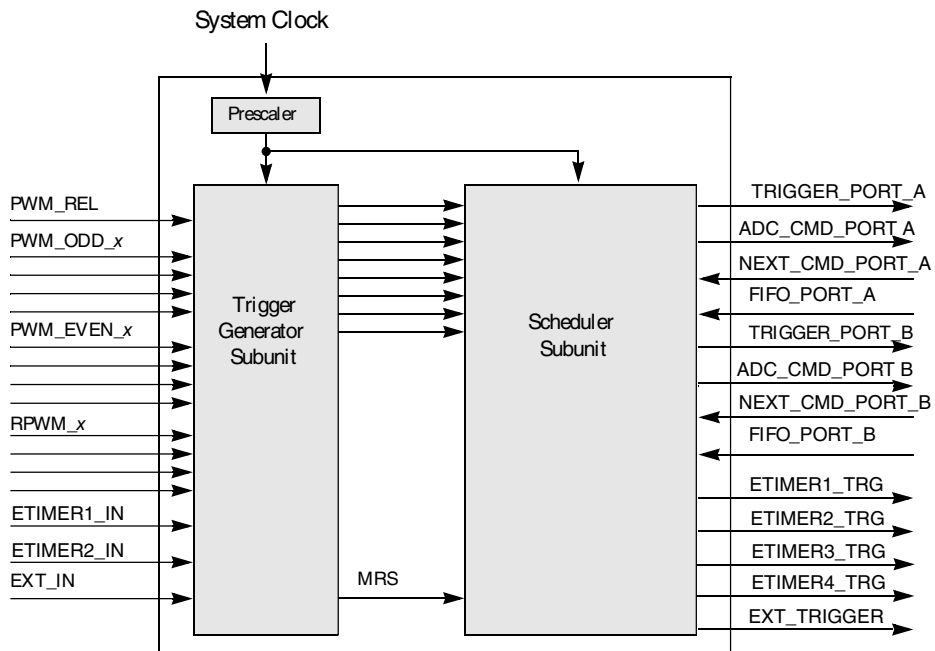 System Clock
Prescaler
PWM_REL
PWM_ODD_x
PWM_EVEN_x
RPWM_x
ETIMER1_IN
ETIMER2_IN
EXT_IN
Trigger
Generator
Subunit
MRS
Scheduler
Subunit
TRIGGER_PORT_A
ADC_CMD_PORT A
NEXT_CMD_PORT_A
FIFO_PORT_A
TRIGGER_PORT_B
ADC_CMD_PORT B
NEXT_CMD_PORT_B
FIFO_PORT_B
ETIMER1_TRG
ETIMER2_TRG
ETIMER3_TRG
ETIMER4_TRG
EXT_TRIGGER